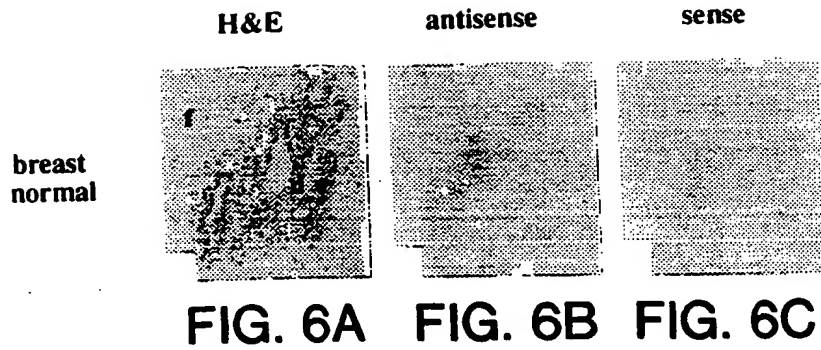 H&E antisense sense
f
breast
normal
FIG. 6A FIG. 6B FIG. 6C